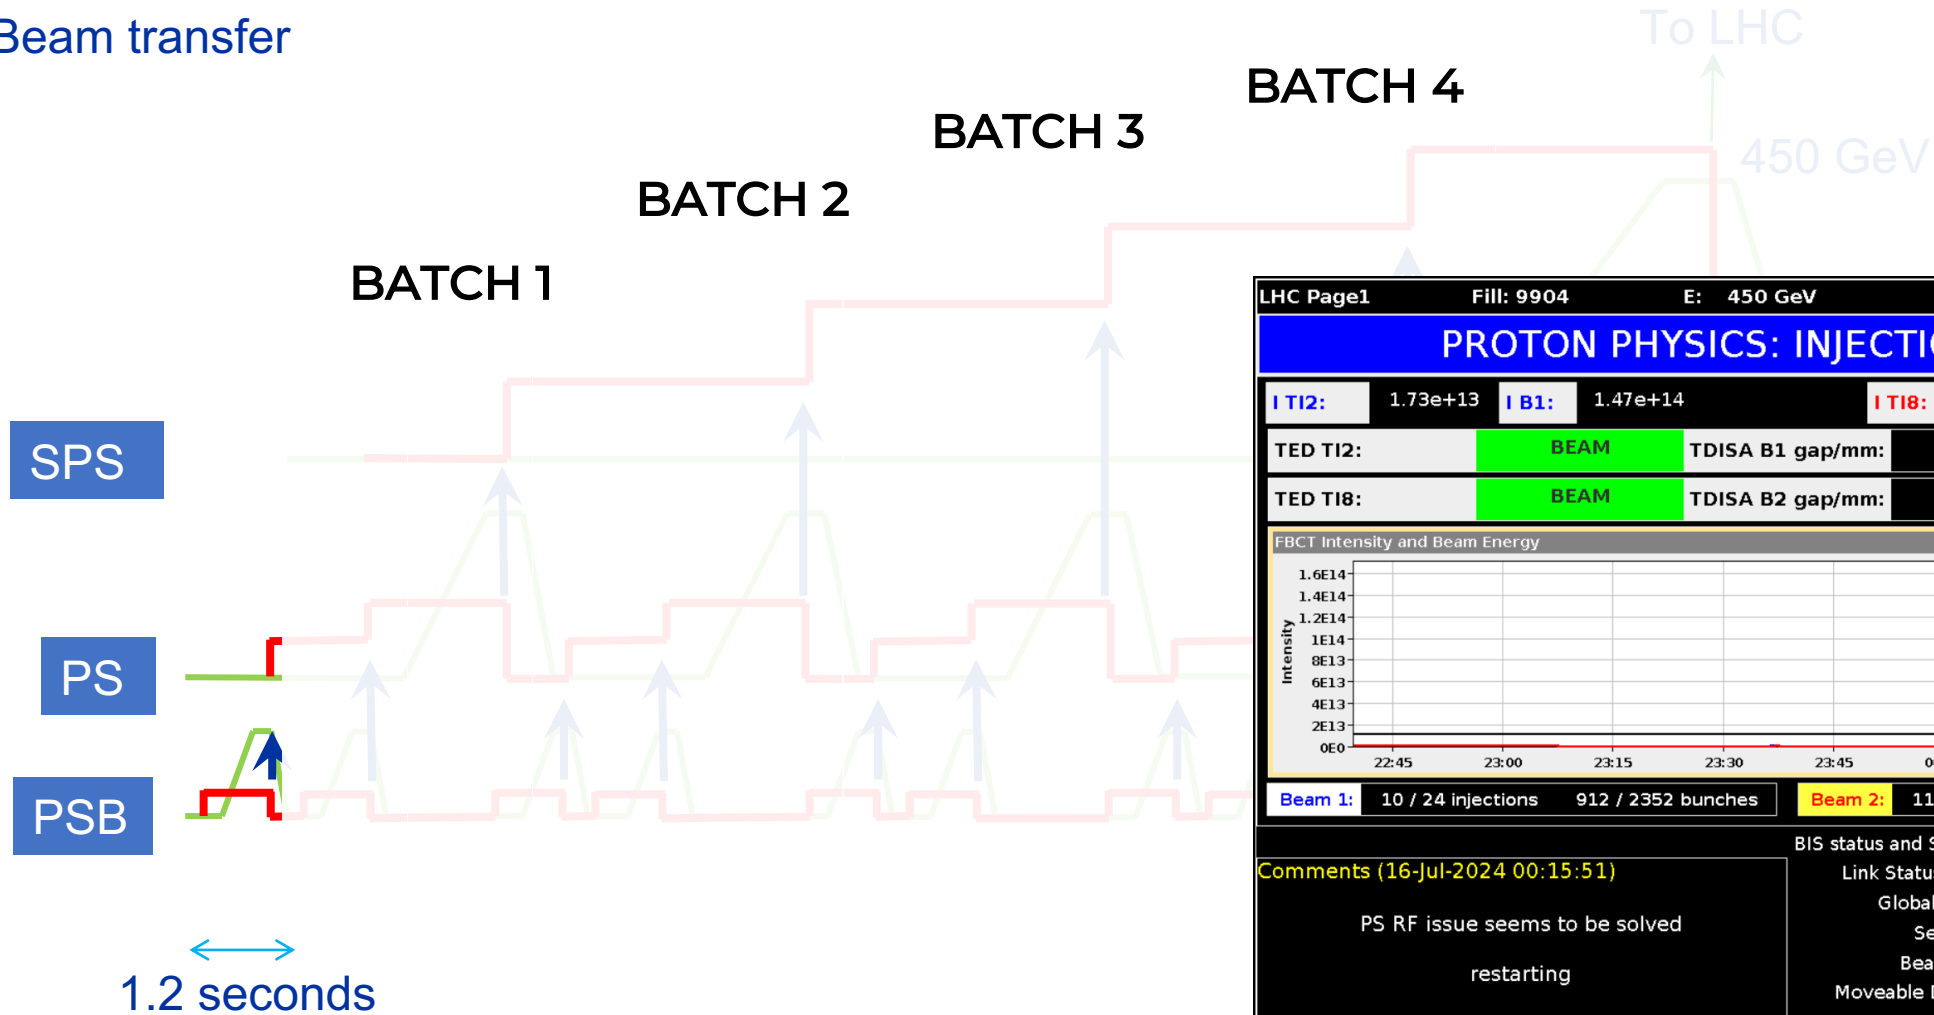 Beam transfer
To LHC
BATCH 4
BATCH 3
450 GeV
BATCH 2
BATCH 1
SPS
PS
PSB
1.2 seconds
LHC Page1 Fill: 9904 E: 450 GeV
PROTON PHYSICS: INJECTI
I TI2: 1.73e+13 I B1: 1.47e+14 I TI8:
TED TI2: BEAM TDISA B1 gap/mm:
TED TI8: BEAM TDISA B2 gap/mm:
FBCT Intensity and Beam Energy
Intensity
1.6E14
1.4E14
1.2E14
1E14
8E13
6E13
4E13
2E13
0E0
22:45 23:00 23:15 23:30 23:45 0
Beam 1: 10 / 24 injections 912 / 2352 bunches Beam 2: 11
BIS status and S
Link Statu
Global
Se
Bea
Moveable
Comments (16-Jul-2024 00:15:51)
PS RF issue seems to be solved
restarting